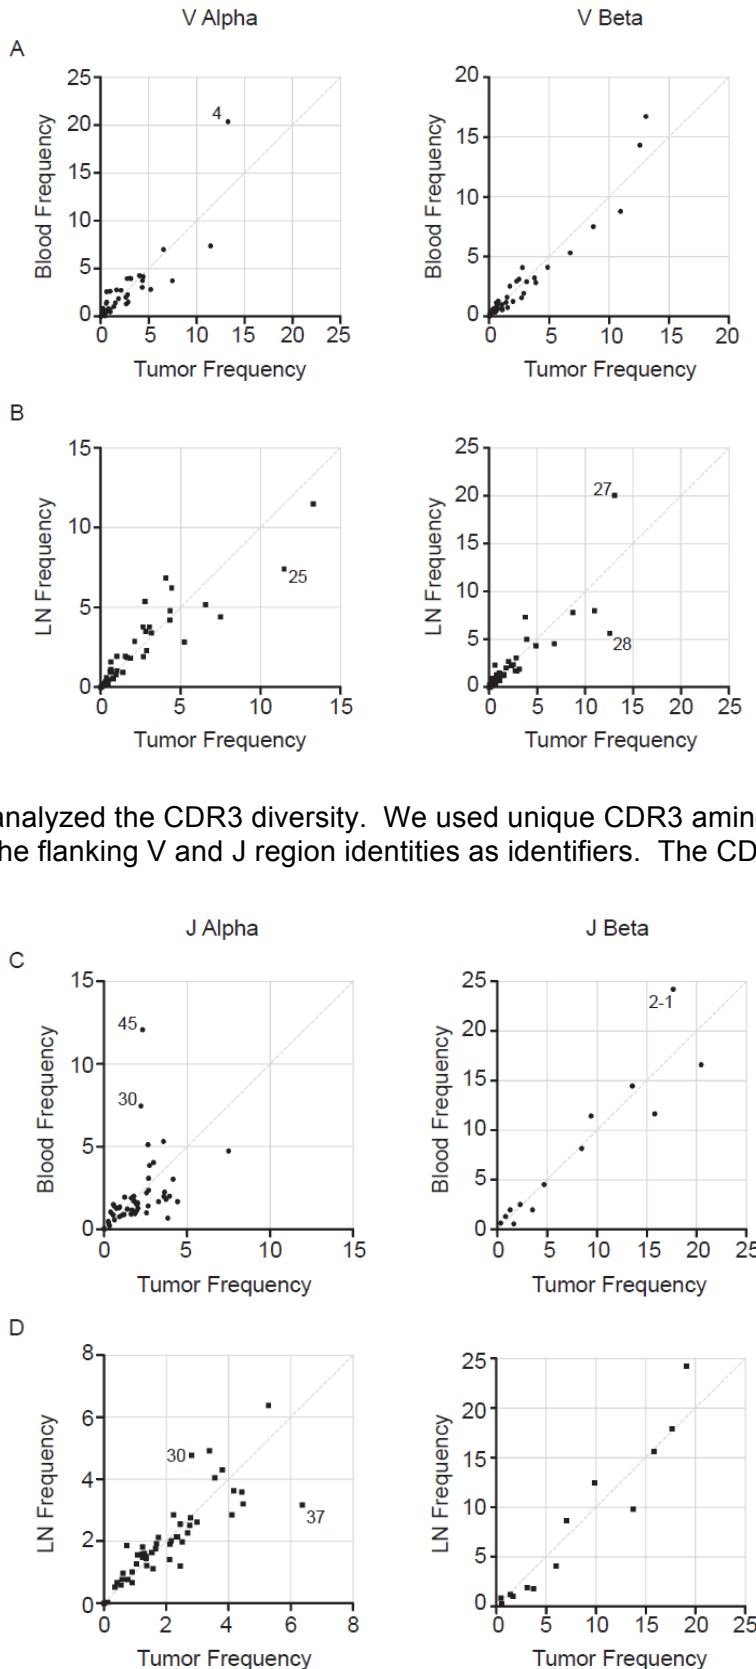 V Alpha
V Beta
A
25
20
15
10
5
0
Blood Frequency
4
0 5 10 15 20 25
Tumor Frequency
20
15
10
5
0
Blood Frequency
0 5 10 15 20
Tumor Frequency
B
15
10
5
0
LN Frequency
25
0 5 10 15
Tumor Frequency
25
20
15
10
5
0
LN Frequency
27
28
0 5 10 15 20 25
Tumor Frequency
analyzed the CDR3 diversity. We used unique CDR3 amin
he flanking V and J region identities as identifiers. The CD
J Alpha
J Beta
C
15
10
5
0
Blood Frequency
45
30
0 5 10 15
Tumor Frequency
25
20
15
10
5
0
Blood Frequency
2-1
0 5 10 15 20 25
Tumor Frequency
D
8
6
4
2
0
LN Frequency
30
37
0 2 4 6 8
Tumor Frequency
25
20
15
10
5
0
LN Frequency
0 5 10 15 20 25
Tumor Frequency